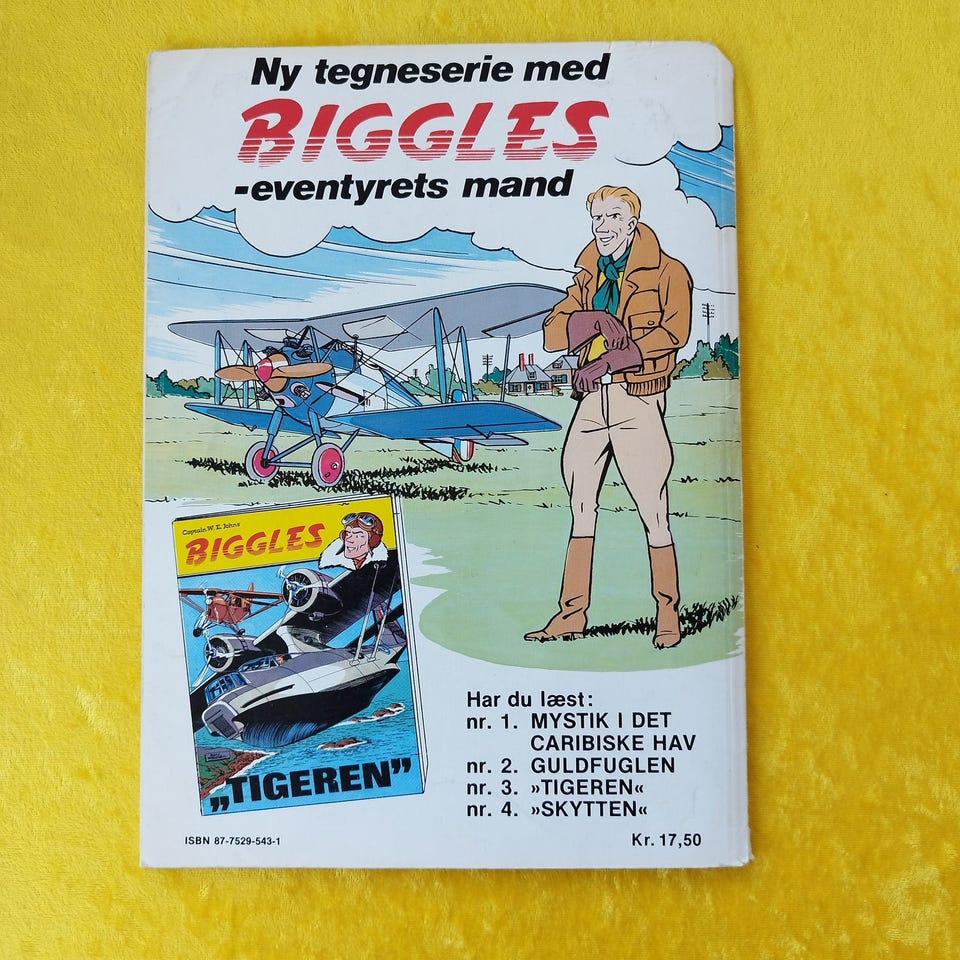 Ny tegneserie med
BIGGLES
-eventyrets mand
Captain W. E. Johns
BIGGLES
„TIGEREN”
Har du læst:
nr. 1. MYSTIK I DET
CARIBISKE HAV
nr. 2. GULDFUGLEN
nr. 3. »TIGEREN«
nr. 4. »SKYTTEN«
ISBN 87-7529-543-1
Kr. 17,50